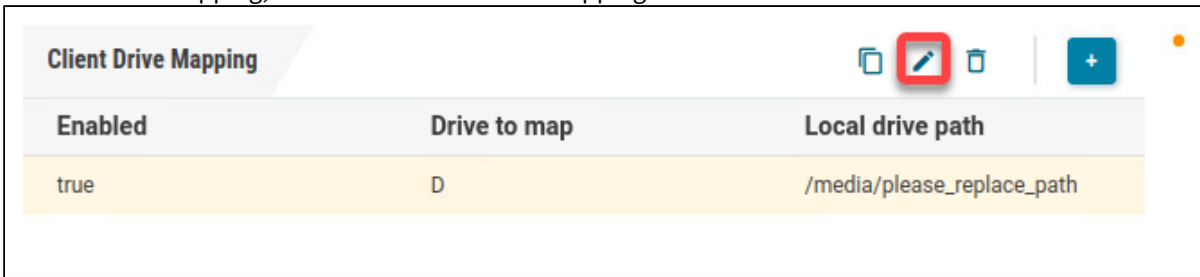 Client Drive Mapping
+
Enabled Drive to map Local drive path
true D /media/please_replace_path